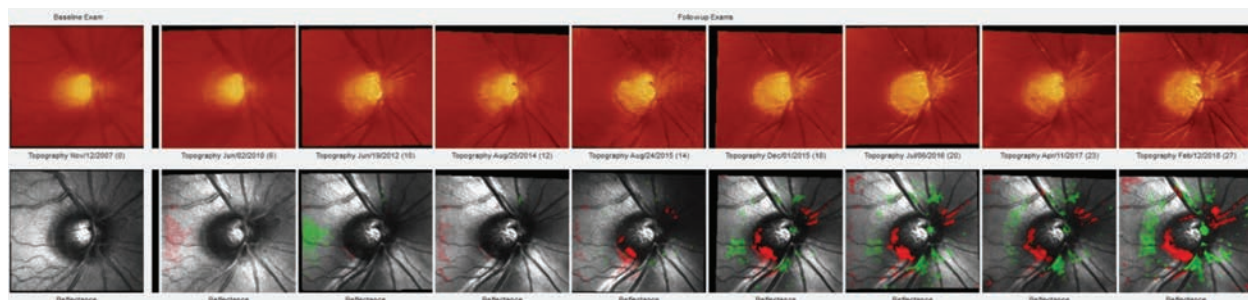 Baseline Exam
Followup Exams
Topography Nov/12/2007 (0)
Topography Jun/02/2010 (6)
Topography Jun/19/2012 (10)
Topography Aug/25/2014 (12)
Topography Aug/24/2015 (14)
Topography Dec/01/2015 (18)
Topography Jul/06/2016 (20)
Topography Apr/11/2017 (23)
Topography Feb/12/2018 (27)
Reflectance
Reflectance
Reflectance
Reflectance
Reflectance
Reflectance
Reflectance
Reflectance
Reflectance